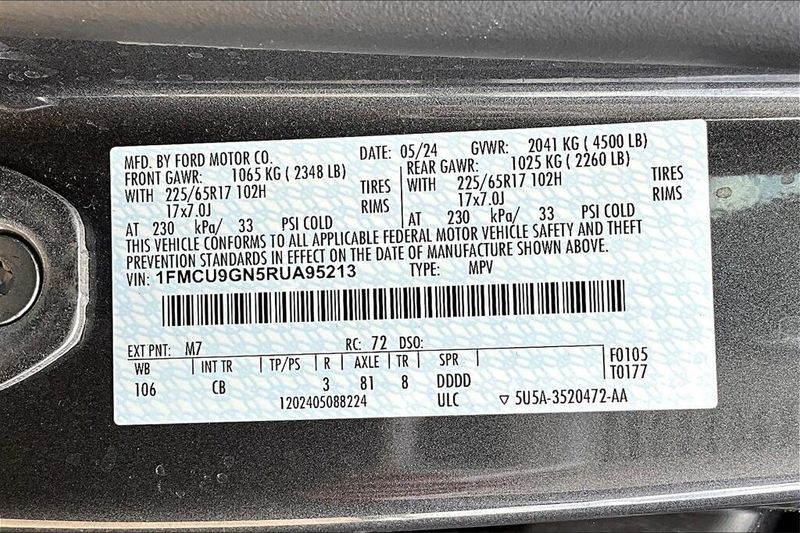 MFD. BY FORD MOTOR CO.
DATE: 05/24 GVWR: 2041 KG ( 4500 LB)
FRONT GAWR: 1065 KG ( 2348 LB)
REAR GAWR: 1025 KG ( 2260 LB)
WITH 225/65R17 102H TIRES
WITH 225/65R17 102H TIRES
17x7.0J RIMS
17x7.0J RIMS
AT 230 kPa/ 33 PSI COLD
AT 230 kPa/ 33 PSI COLD
THIS VEHICLE CONFORMS TO ALL APPLICABLE FEDERAL MOTOR VEHICLE SAFETY AND THEFT
PREVENTION STANDARDS IN EFFECT ON THE DATE OF MANUFACTURE SHOWN ABOVE.
VIN: 1FMCU9GN5RUA95213 TYPE: MPV
EXT PNT: M7 RC: 72 DSO:
WB INT TR TP/PS R AXLE TR SPR F0105
106 CB 3 81 8 DDDD T0177
1202405088224 ULC ▽ 5U5A-3520472-AA